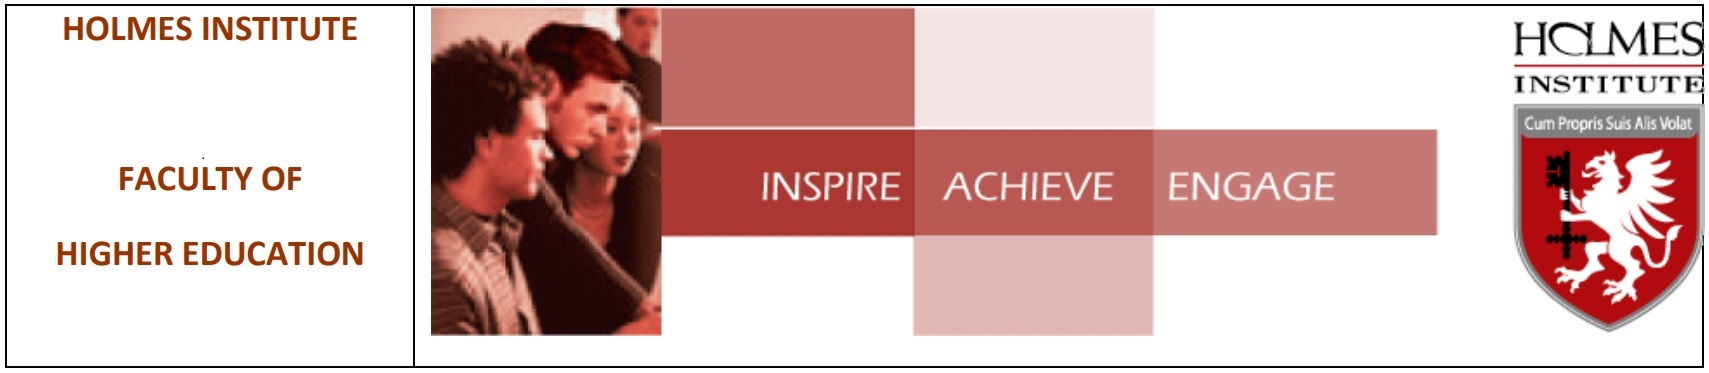 HOLMES INSTITUTE
FACULTY OF
HIGHER EDUCATION
INSPIRE ACHIEVE ENGAGE
HOLMES
INSTITUTE
Cum Propris Suis Alis Volat